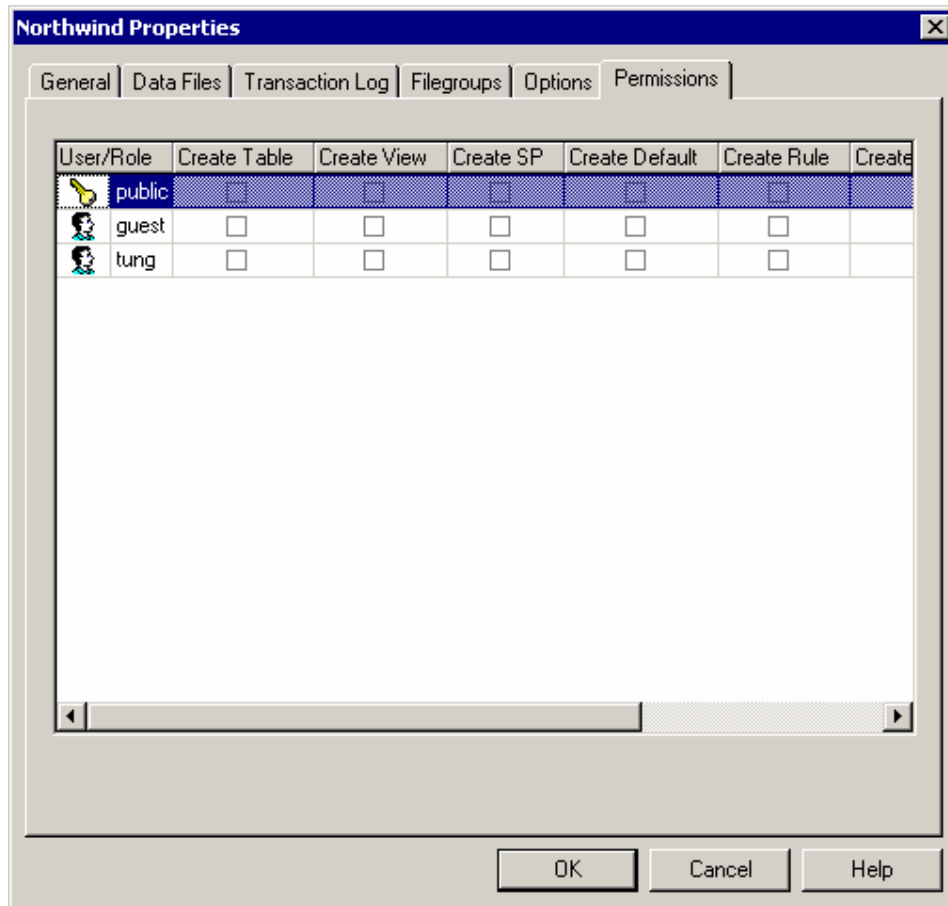 Northwind Properties
General Data Files Transaction Log Filegroups Options Permissions
User/Role Create Table Create View Create SP Create Default Create Rule Create
public
guest
tung
OK Cancel Help